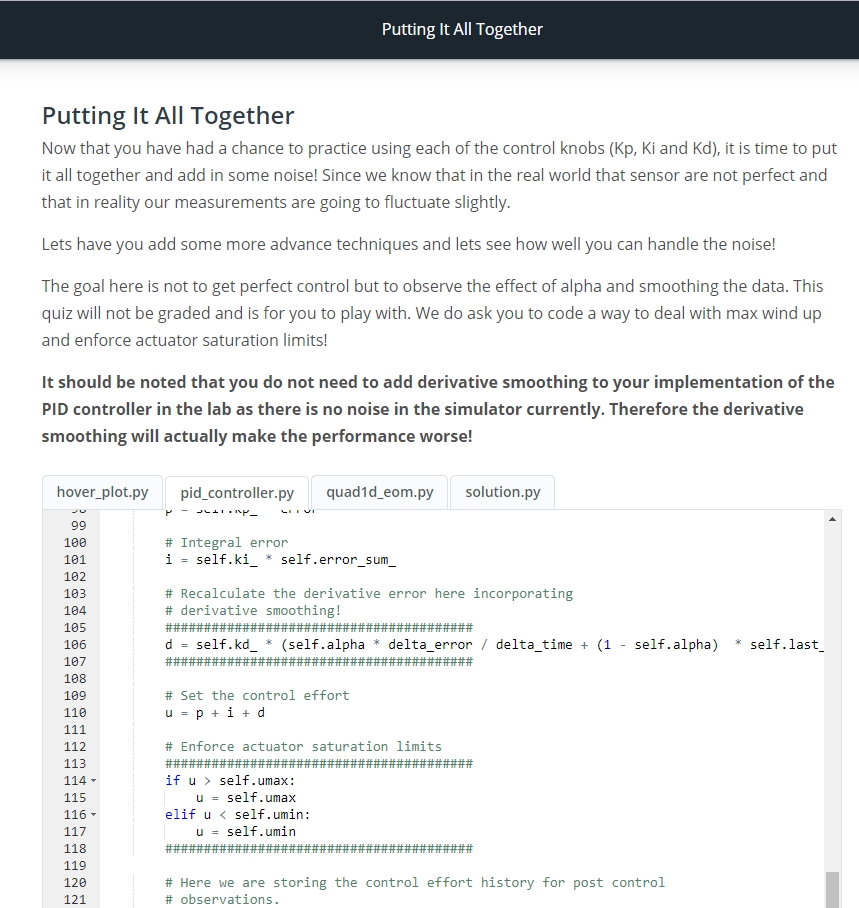 Putting It All Together
Putting It All Together
Now that you have had a chance to practice using each of the control knobs (Kp, Ki and Kd), it is time to put
it all together and add in some noise! Since we know that in the real world that sensor are not perfect and
that in reality our measurements are going to fluctuate slightly.
Lets have you add some more advance techniques and lets see how well you can handle the noise!
The goal here is not to get perfect control but to observe the effect of alpha and smoothing the data. This
quiz will not be graded and is for you to play with. We do ask you to code a way to deal with max wind up
and enforce actuator saturation limits!
It should be noted that you do not need to add derivative smoothing to your implementation of the
PID controller in the lab as there is no noise in the simulator currently. Therefore the derivative
smoothing will actually make the performance worse!
hover_plot.py pid_controller.py quad1d_eom.py solution.py
99
100 # Integral error
101 i = self.ki_ * self.error_sum_
102
103 # Recalculate the derivative error here incorporating
104 # derivative smoothing!
105 ########################################
106 d = self.kd_ * (self.alpha * delta_error / delta_time + (1 - self.alpha) * self.last_
107 ########################################
108
109 # Set the control effort
110 u = p + i + d
111
112 # Enforce actuator saturation limits
113 ########################################
114 if u > self.umax:
115 u = self.umax
116 elif u < self.umin:
117 u = self.umin
118 ########################################
119
120 # Here we are storing the control effort history for post control
121 # observations.